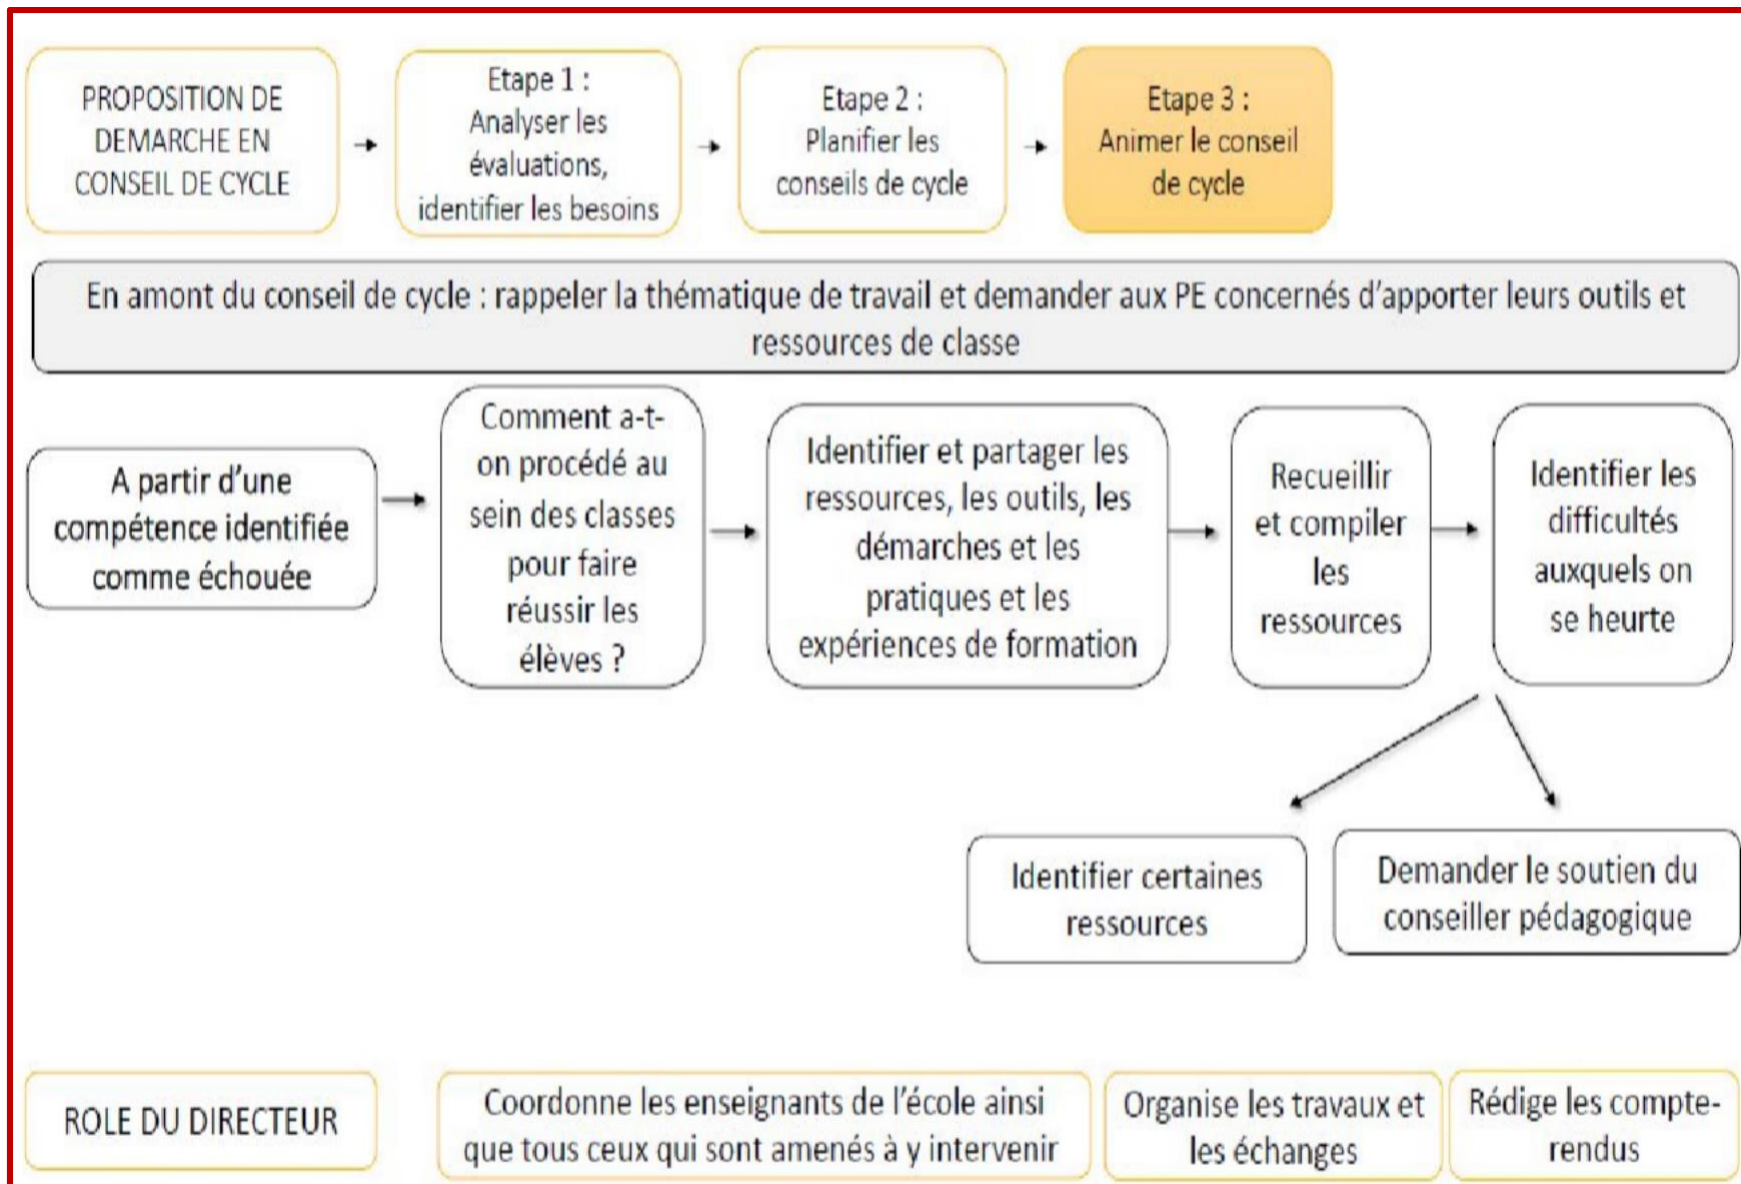 PROPOSITION DE
DEMARCHE EN
CONSEIL DE CYCLE
Etape 1 :
Analyser les
évaluations,
identifier les besoins
Etape 2 :
Planifier les
conseils de cycle
Etape 3 :
Animer le conseil
de cycle
En amont du conseil de cycle : rappeler la thématique de travail et demander aux PE concernés d'apporter leurs outils et
ressources de classe
A partir d'une
compétence identifiée
comme échouée
Comment a-t-
on procédé au
sein des classes
pour faire
réussir les
élèves ?
Identifier et partager les
ressources, les outils, les
démarches et les
pratiques et les
expériences de formation
Recueillir
et compiler
les
ressources
Identifier les
difficultés
auxquels on
se heurte
Identifier certaines
ressources
Demander le soutien du
conseiller pédagogique
ROLE DU DIRECTEUR
Coordonne les enseignants de l'école ainsi
que tous ceux qui sont amenés à y intervenir
Organise les travaux et
les échanges
Rédige les compte-
rendus